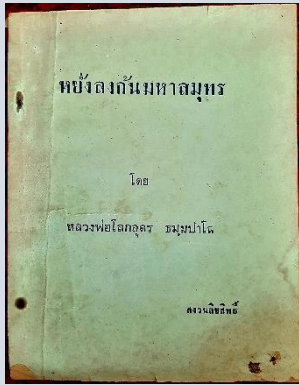 หยั่งลงก้นมหาสมุทร
โดย
หลวงพ่อโลกอุดร ธมฺมปาโล
สงวนลิขสิทธิ์